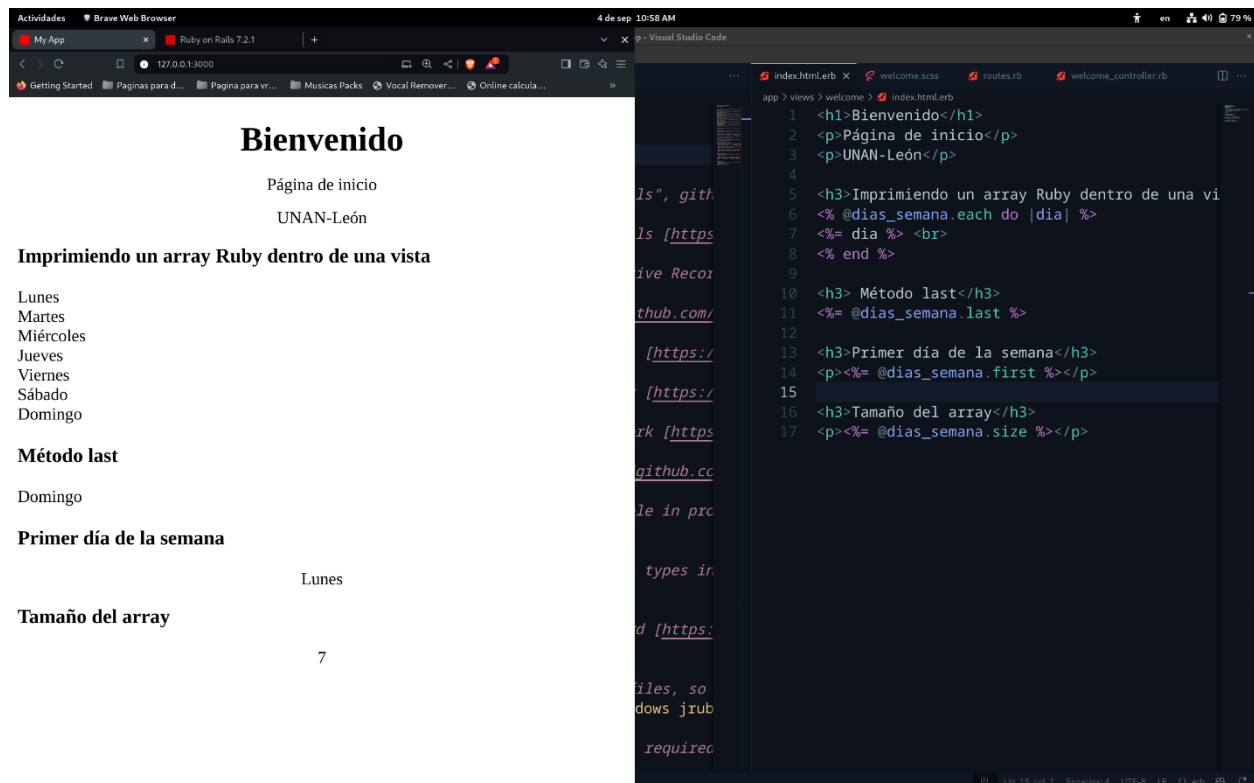 Actividades Brave Web Browser 4 de sep 10:58 AM en 79 %
My App × Ruby on Rails 7.2.1 +
127.0.0.1:3000
Getting Started Paginas para d... Pagina para vr... Musicas Packs Vocal Remover... Online calcula... »
Bienvenido
Página de inicio
UNAN-León
Imprimiendo un array Ruby dentro de una vista
Lunes
Martes
Miércoles
Jueves
Viernes
Sábado
Domingo
Método last
Domingo
Primer día de la semana
Lunes
Tamaño del array
7
p - Visual Studio Code
ls", gith
ls [https
ive Recor
thub.com/
[https:/
[https:/
rk [https
github.co
le in pro
types in
d [https:
iles, so
dows jrub
required
index.html.erb × welcome.scss routes.rb welcome_controller.rb
app > views > welcome > index.html.erb
1 <h1>Bienvenido</h1>
2 <p>Página de inicio</p>
3 <p>UNAN-León</p>
4
5 <h3>Imprimiendo un array Ruby dentro de una vi
6 <% @dias_semana.each do |dia| %>
7 <%= dia %> <br>
8 <% end %>
9
10 <h3> Método last</h3>
11 <%= @dias_semana.last %>
12
13 <h3>Primer día de la semana</h3>
14 <p><%= @dias_semana.first %></p>
15
16 <h3>Tamaño del array</h3>
17 <p><%= @dias_semana.size %></p>
Lín. 15, col. 1 Espacios: 4 UTF-8 LF {} erb